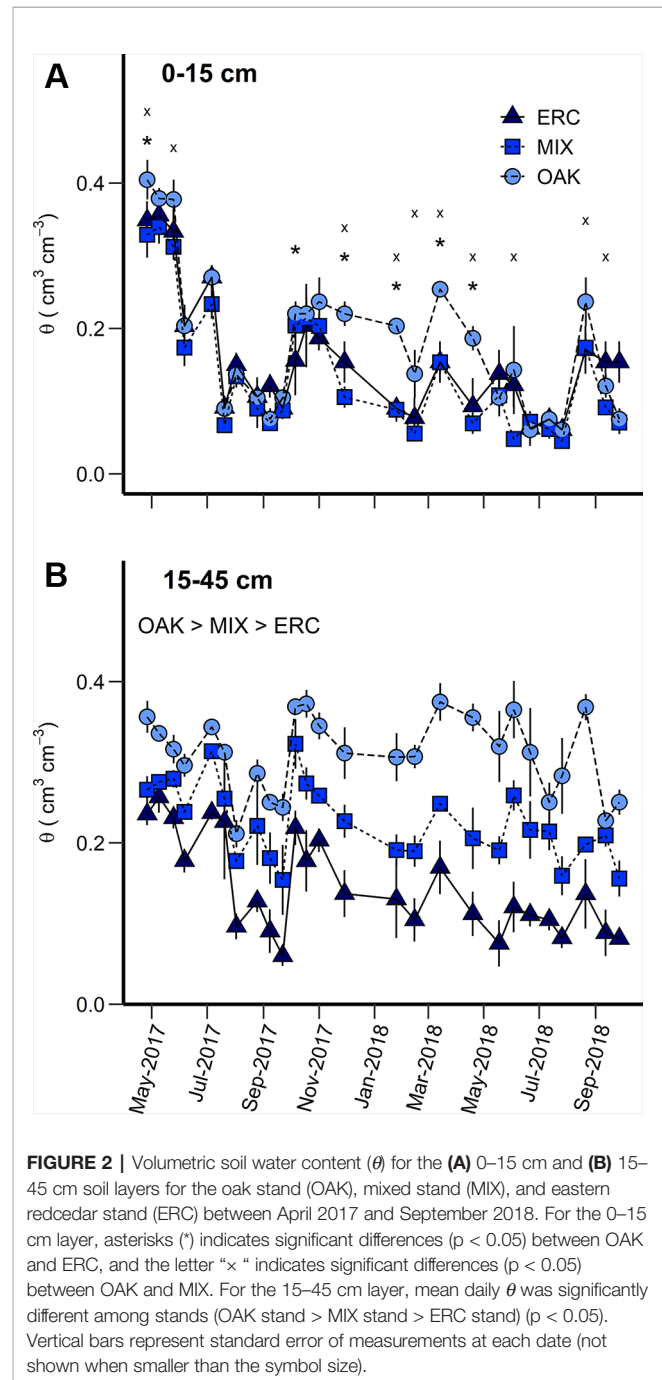 A
0-15 cm
x
* x
ERC
MIX
OAK
x
* x
* x
* x
x
* x
* x
x
x
x
0.4
0.2
0.0
θ ( cm³ cm⁻³)
B
15-45 cm
OAK > MIX > ERC
0.4
0.2
0.0
θ ( cm³ cm⁻³)
May-2017
Jul-2017
Sep-2017
Nov-2017
Jan-2018
Mar-2018
May-2018
Jul-2018
Sep-2018
FIGURE 2 | Volumetric soil water content (θ) for the (A) 0–15 cm and (B) 15–
45 cm soil layers for the oak stand (OAK), mixed stand (MIX), and eastern
redcedar stand (ERC) between April 2017 and September 2018. For the 0–15
cm layer, asterisks (*) indicates significant differences (p < 0.05) between OAK
and ERC, and the letter “× “ indicates significant differences (p < 0.05)
between OAK and MIX. For the 15–45 cm layer, mean daily θ was significantly
different among stands (OAK stand > MIX stand > ERC stand) (p < 0.05).
Vertical bars represent standard error of measurements at each date (not
shown when smaller than the symbol size).